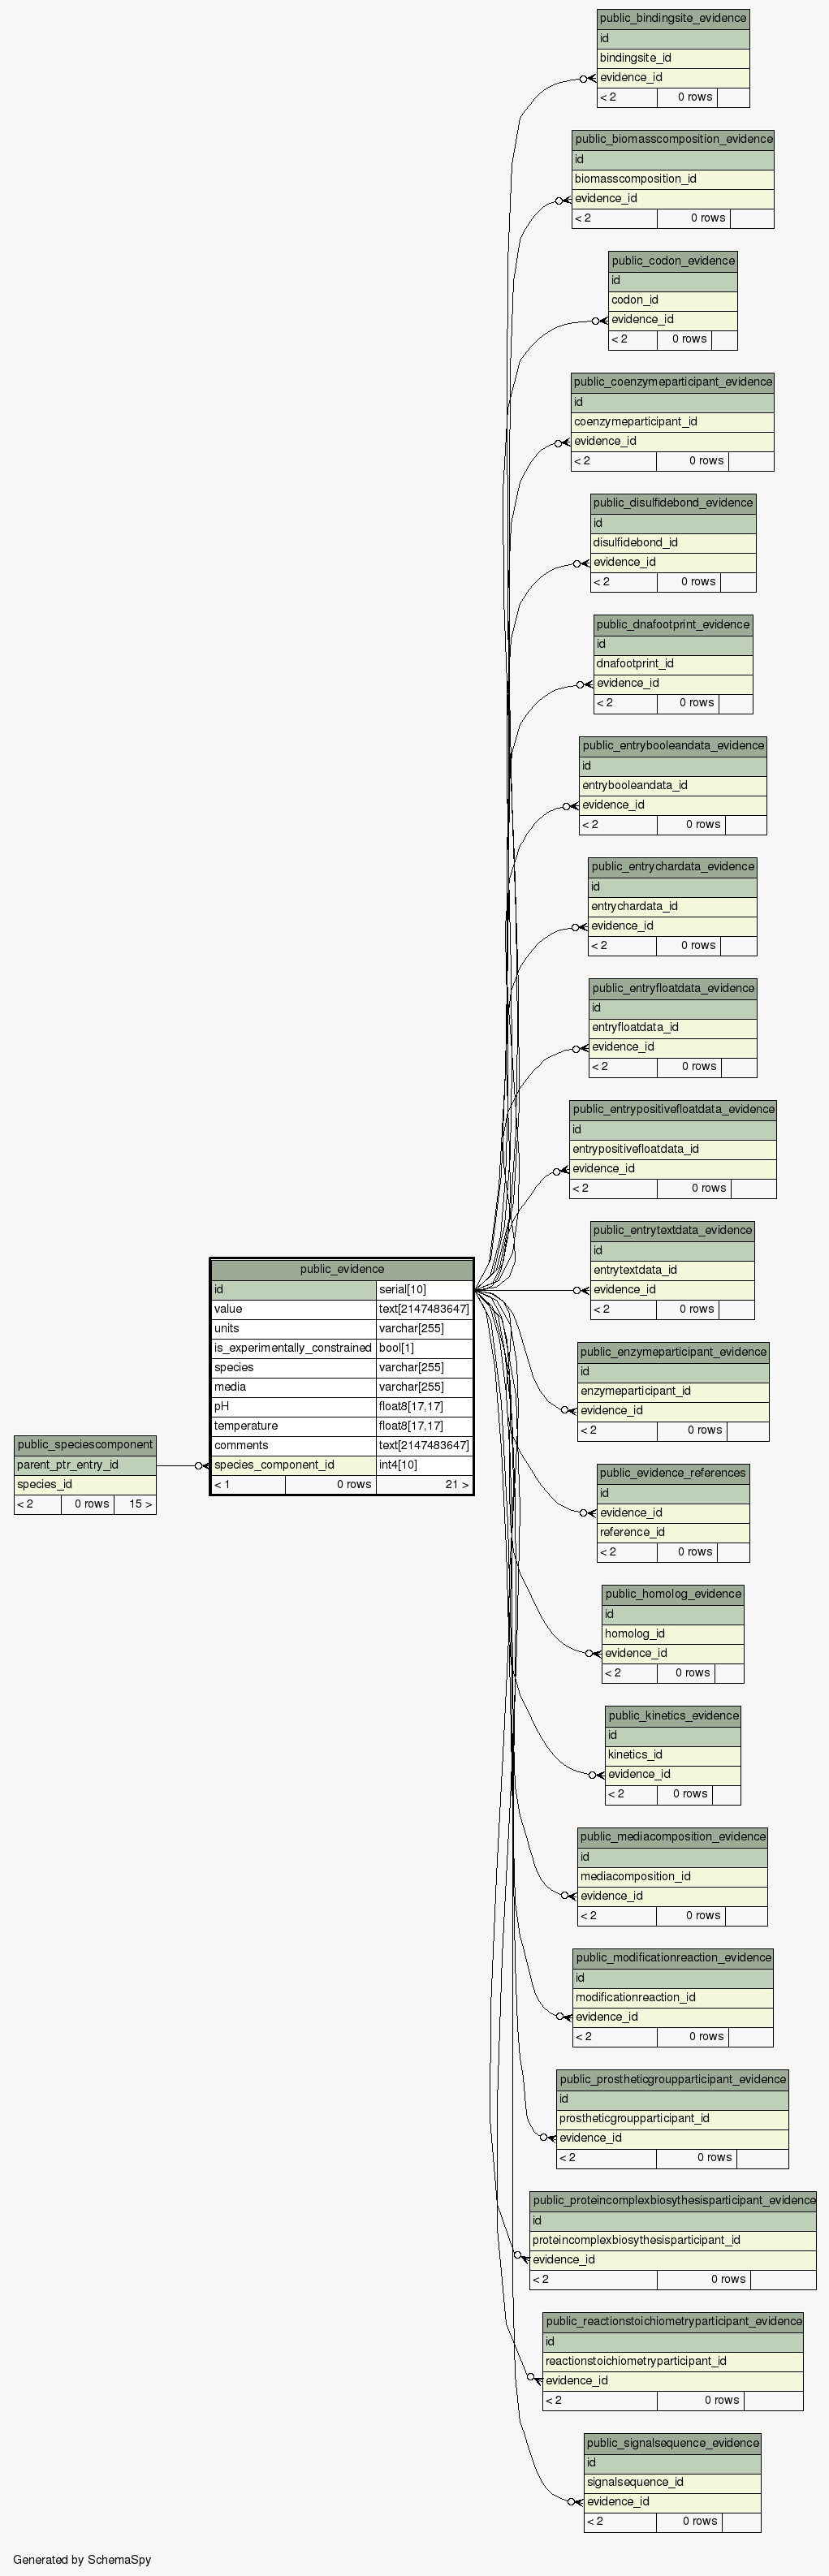 public_bindingsite_evidence
id
bindingsite_id
evidence_id
< 2 0 rows
public_biomasscomposition_evidence
id
biomasscomposition_id
evidence_id
< 2 0 rows
public_codon_evidence
id
codon_id
evidence_id
< 2 0 rows
public_coenzymeparticipant_evidence
id
coenzymeparticipant_id
evidence_id
< 2 0 rows
public_disulfidebond_evidence
id
disulfidebond_id
evidence_id
< 2 0 rows
public_dnafootprint_evidence
id
dnafootprint_id
evidence_id
< 2 0 rows
public_entrybooleandata_evidence
id
entrybooleandata_id
evidence_id
< 2 0 rows
public_entrychardata_evidence
id
entrychardata_id
evidence_id
< 2 0 rows
public_entryfloatdata_evidence
id
entryfloatdata_id
evidence_id
< 2 0 rows
public_entrypositivefloatdata_evidence
id
entrypositivefloatdata_id
evidence_id
< 2 0 rows
public_entrytextdata_evidence
id
entrytextdata_id
evidence_id
< 2 0 rows
public_evidence
id serial[10]
value text[2147483647]
units varchar[255]
is_experimentally_constrained bool[1]
species varchar[255]
media varchar[255]
pH float8[17,17]
temperature float8[17,17]
comments text[2147483647]
species_component_id int4[10]
< 1 0 rows 21 >
public_speciescomponent
parent_ptr_entry_id
species_id
< 2 0 rows 15 >
public_enzymeparticipant_evidence
id
enzymeparticipant_id
evidence_id
< 2 0 rows
public_evidence_references
id
evidence_id
reference_id
< 2 0 rows
public_homolog_evidence
id
homolog_id
evidence_id
< 2 0 rows
public_kinetics_evidence
id
kinetics_id
evidence_id
< 2 0 rows
public_mediacomposition_evidence
id
mediacomposition_id
evidence_id
< 2 0 rows
public_modificationreaction_evidence
id
modificationreaction_id
evidence_id
< 2 0 rows
public_prostheticgroupparticipant_evidence
id
prostheticgroupparticipant_id
evidence_id
< 2 0 rows
public_proteincomplexbiosythesisparticipant_evidence
id
proteincomplexbiosythesisparticipant_id
evidence_id
< 2 0 rows
public_reactionstoichiometryparticipant_evidence
id
reactionstoichiometryparticipant_id
evidence_id
< 2 0 rows
public_signalsequence_evidence
id
signalsequence_id
evidence_id
< 2 0 rows
Generated by SchemaSpy